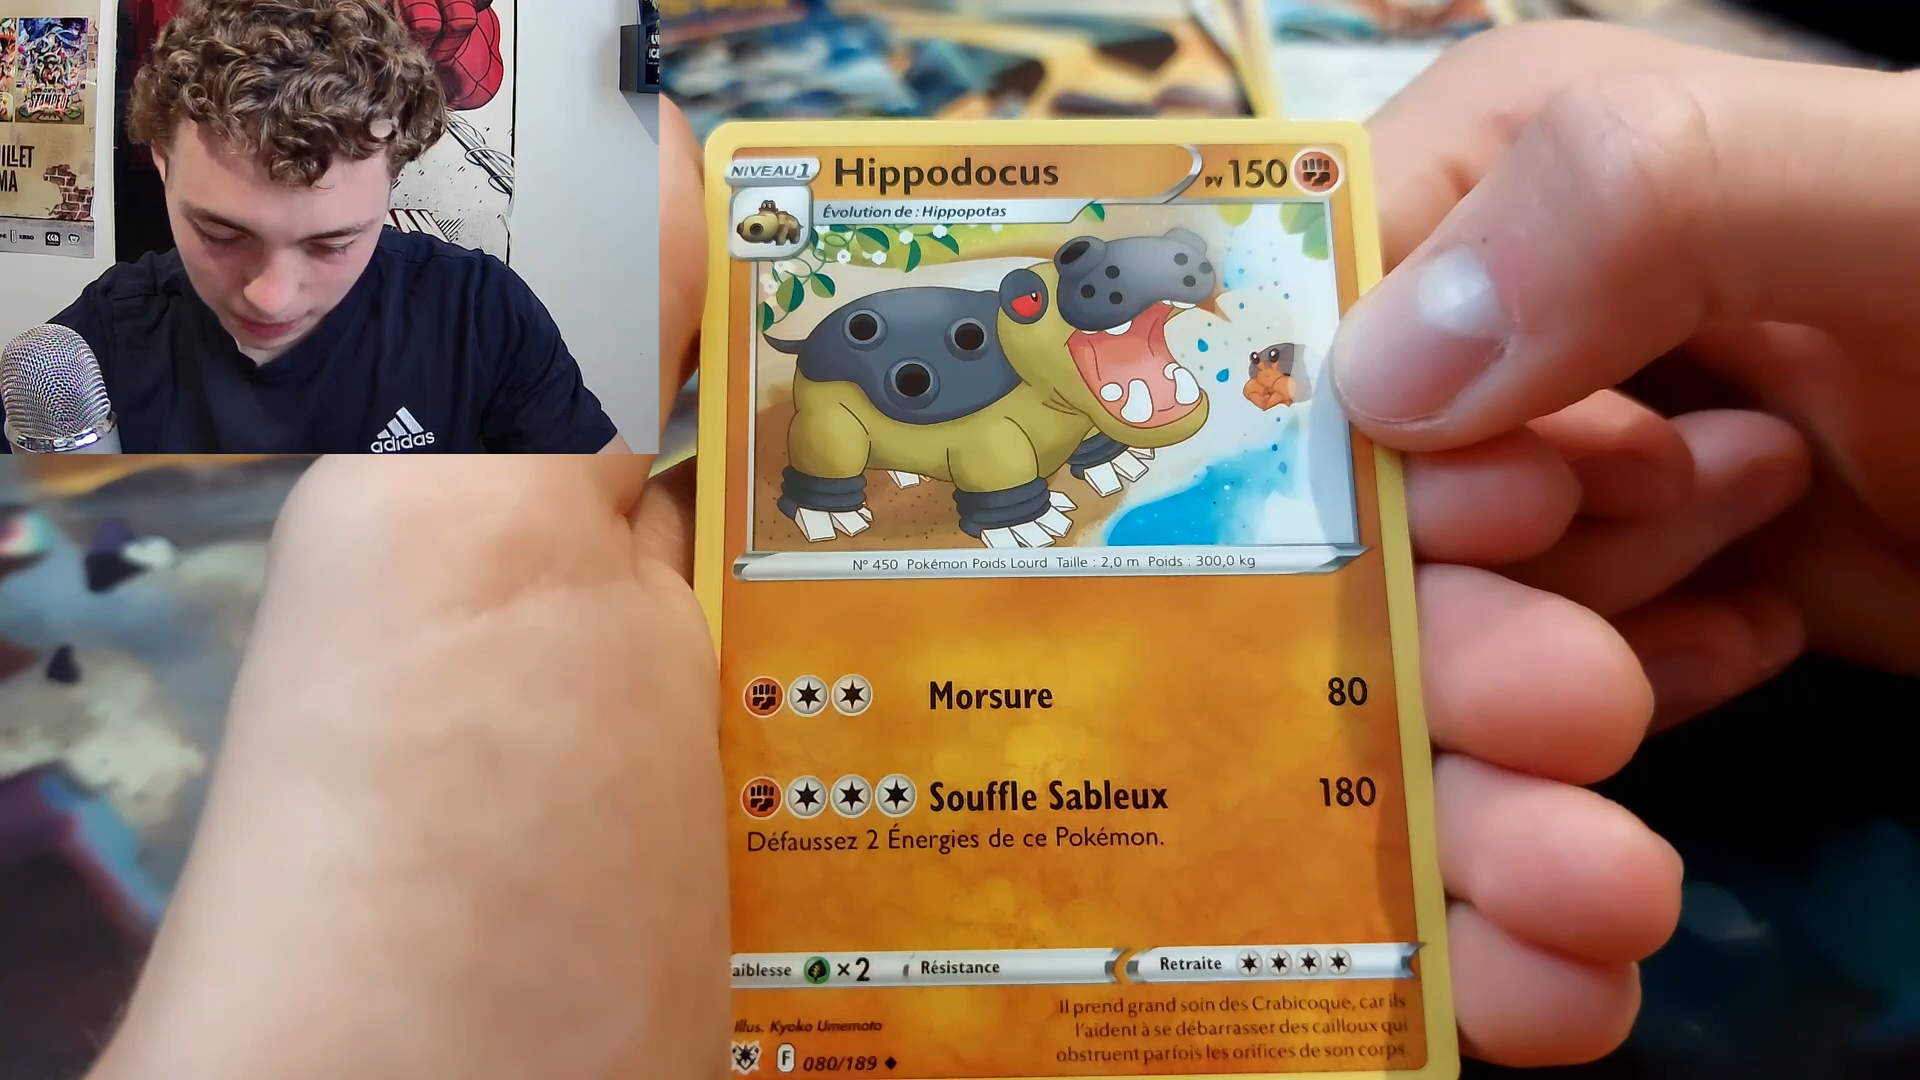 STAMPEDE
ILLET
MA
adidas
NIVEAU 1
Hippodocus
PV 150
Évolution de : Hippopotas
N° 450 Pokémon Poids Lourd Taille : 2,0 m Poids : 300,0 kg
Morsure 80
Souffle Sableux 180
Défaussez 2 Énergies de ce Pokémon.
aiblesse ×2 Résistance Retraite
Il prend grand soin des Crabicoque, car ils
l'aident à se débarrasser des cailloux qui
obstruent parfois les orifices de son corps.
Illus. Kyoko Umemoto
F 080/189